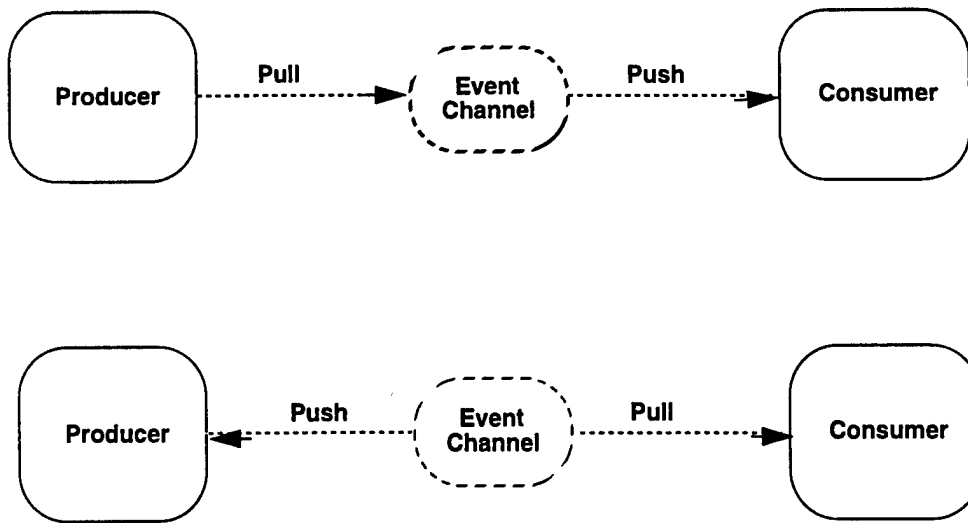 Producer
Pull
Event
Channel
Push
Consumer
Producer
Push
Event
Channel
Pull
Consumer